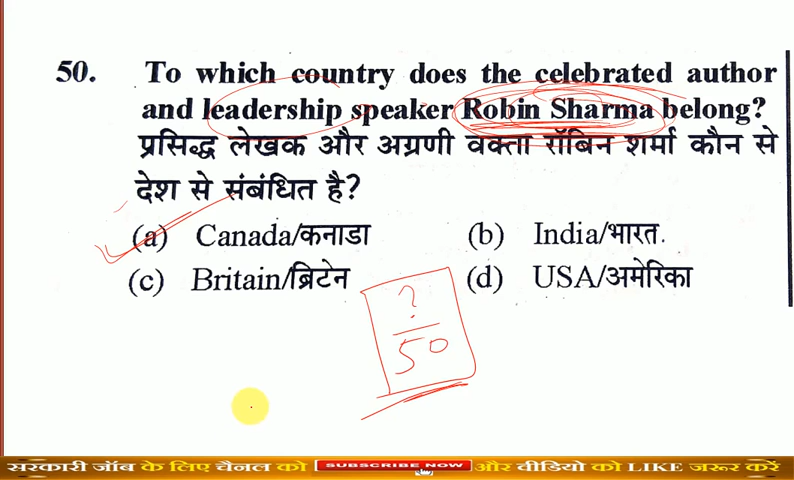 50. To which country does the celebrated author
and leadership speaker Robin Sharma belong?
प्रसिद्ध लेखक और अग्रणी वक्ता रॉबिन शर्मा कौन से
देश से संबंधित है?
(a) Canada/कनाडा (b) India/भारत.
(c) Britain/ब्रिटेन (d) USA/अमेरिका
?
50
सरकारी जॉब के लिए चैनल को SUBSCRIBE NOW और वीडियो को LIKE जरूर करें